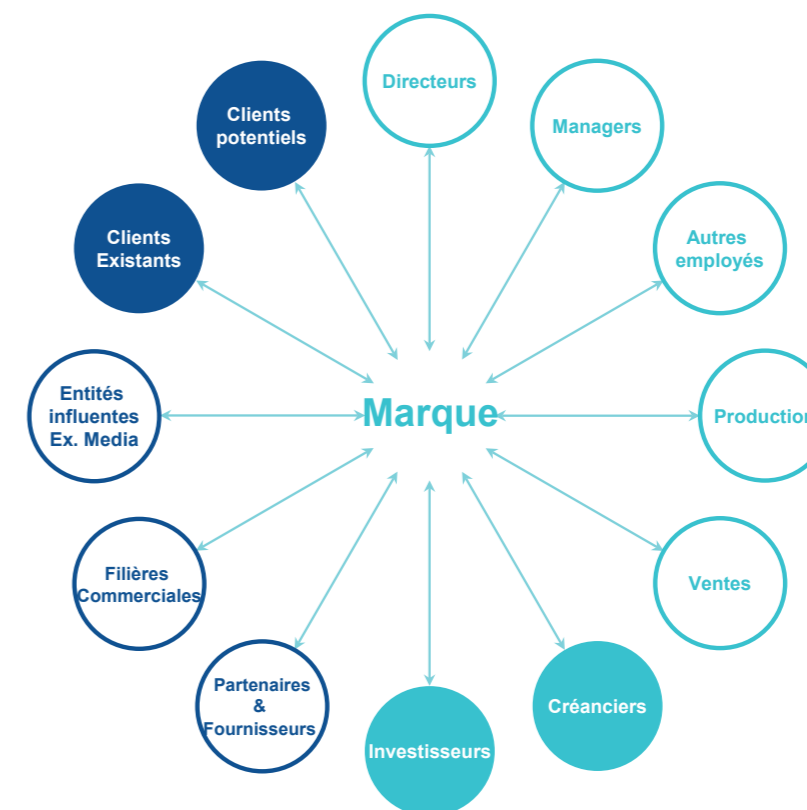 Directeurs
Clients
potentiels
Managers
Clients
Existants
Autres
employés
Entités
influentes
Ex. Media
Marque
Production
Filières
Commerciales
Ventes
Partenaires
&
Fournisseurs
Créanciers
Investisseurs